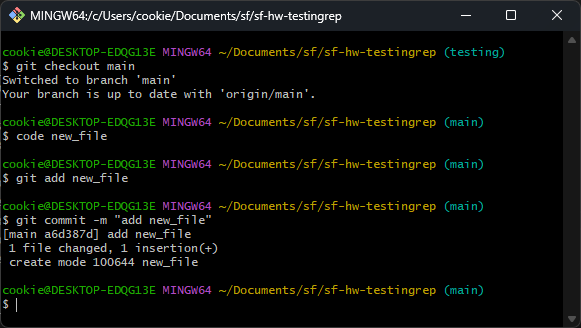 MINGW64:/c/Users/cookie/Documents/sf/sf-hw-testingrep
cookie@DESKTOP-EDQG13E MINGW64 ~/Documents/sf/sf-hw-testingrep (testing)
$ git checkout main
Switched to branch 'main'
Your branch is up to date with 'origin/main'.
cookie@DESKTOP-EDQG13E MINGW64 ~/Documents/sf/sf-hw-testingrep (main)
$ code new_file
cookie@DESKTOP-EDQG13E MINGW64 ~/Documents/sf/sf-hw-testingrep (main)
$ git add new_file
cookie@DESKTOP-EDQG13E MINGW64 ~/Documents/sf/sf-hw-testingrep (main)
$ git commit -m "add new_file"
[main a6d387d] add new_file
 1 file changed, 1 insertion(+)
 create mode 100644 new_file
cookie@DESKTOP-EDQG13E MINGW64 ~/Documents/sf/sf-hw-testingrep (main)
$